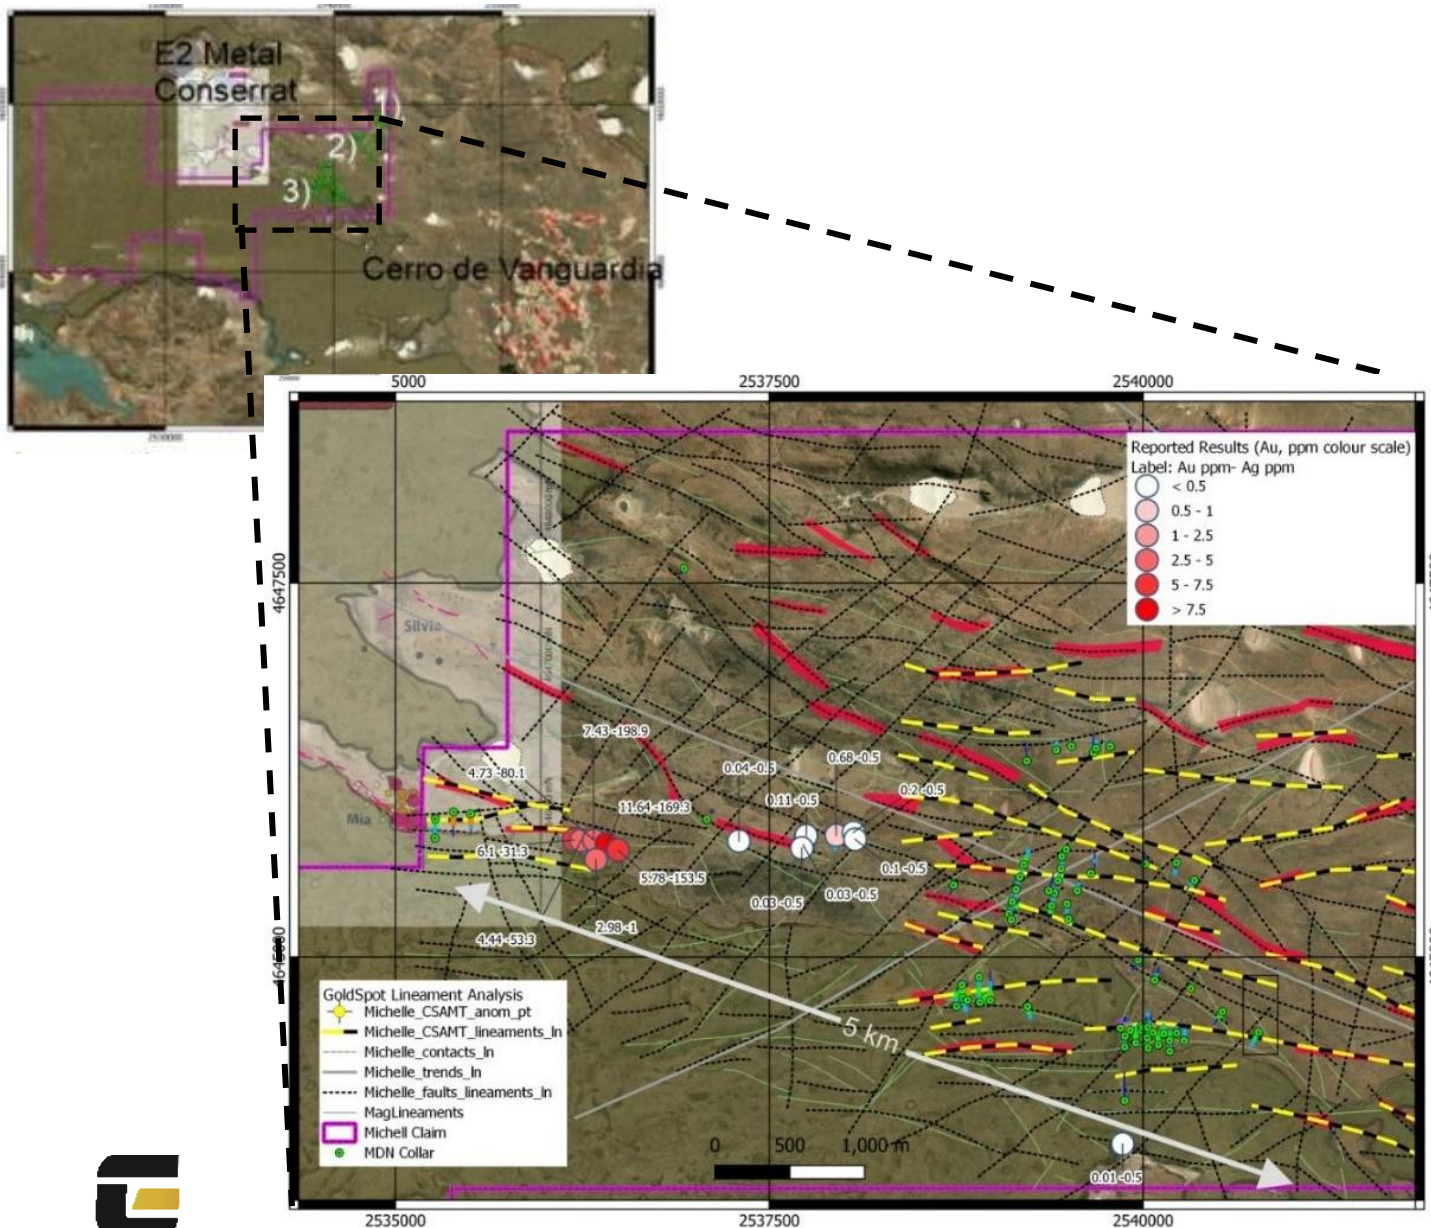 E2 Metal
Conserrat
1)
2)
3)
Cerro de Vanguardia
5000
2537500
2540000
Reported Results (Au, ppm colour scale)
Label: Au ppm- Ag ppm
< 0.5
0.5 - 1
1 - 2.5
2.5 - 5
5 - 7.5
> 7.5
4647500
Silvia
7.43 -198.9
0.04 -0.5
0.68 -0.5
4.73 -80.1
11.64 -169.3
0.11 -0.5
0.2 -0.5
Mia
6.1 -31.3
5.78 -153.5
0.1 -0.5
0.03 -0.5
0.03 -0.5
2.98 -1
4.44 -53.3
4645000
5 km
GoldSpot Lineament Analysis
Michelle_CSAMT_anom_pt
Michelle_CSAMT_lineaments_ln
Michelle_contacts_ln
Michelle_trends_ln
Michelle_faults_lineaments_ln
MagLineaments
Michell Claim
MDN Collar
0 500 1,000 m
0.01 -0.5
2535000
2537500
2540000